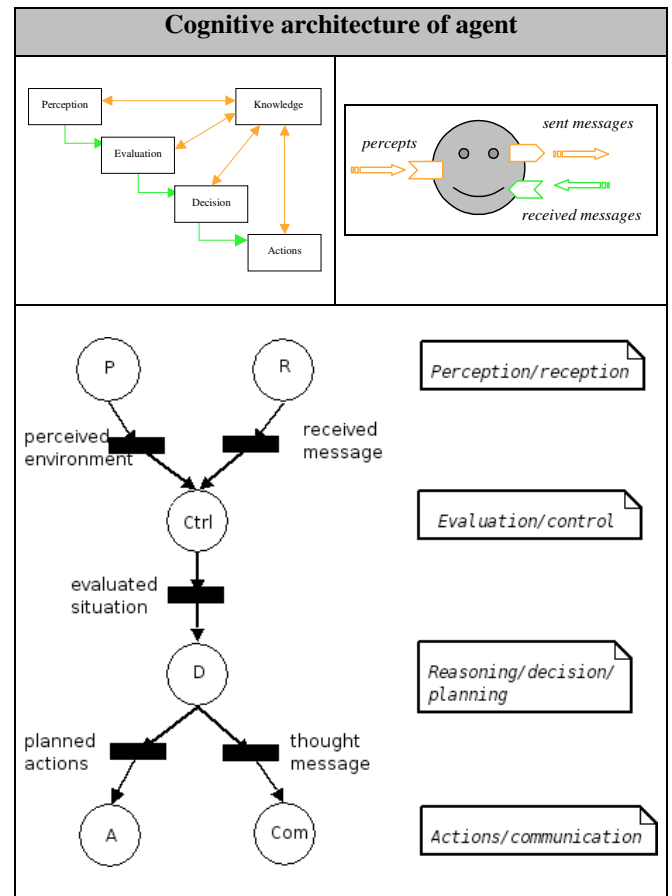 Cognitive architecture of agent
Perception
Knowledge
Evaluation
Decision
Actions
percepts
sent messages
received messages
P
R
Perception/reception
perceived
environment
received
message
Ctrl
Evaluation/control
evaluated
situation
D
Reasoning/decision/
planning
planned
actions
thought
message
A
Com
Actions/communication